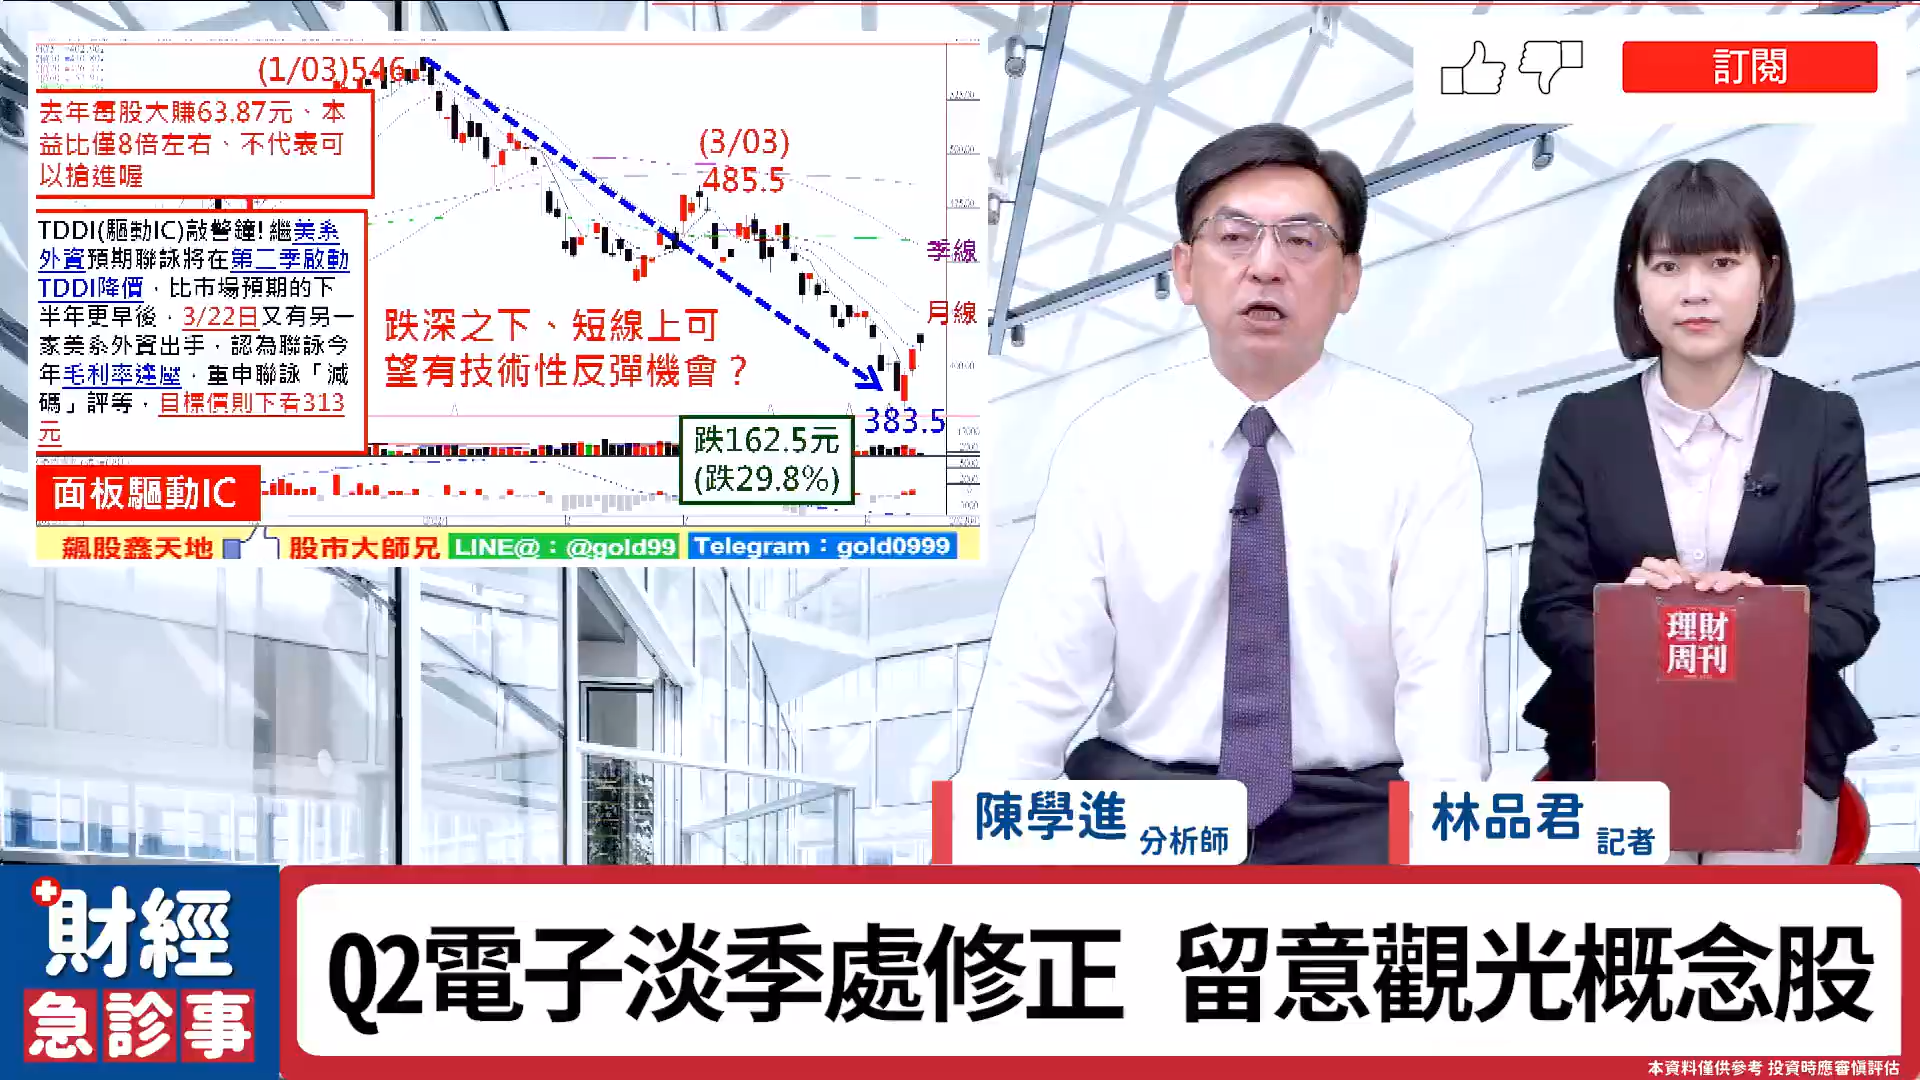 (1/03)546
去年每股大賺63.87元、本
益比僅8倍左右、不代表可
以搶進喔
(3/03)
485.5
TDDI(驅動IC)敲警鐘!繼美系
外資預期聯詠將在第二季啟動
TDDI降價，比市場預期的下
半年更早後，3/22日又有另一
家美系外資出手，認為聯詠今
年毛利率達壓，重申聯詠「減
碼」評等，目標價則下看313
元
季線
月線
跌深之下、短線上可
望有技術性反彈機會？
383.5
跌162.5元
(跌29.8%)
面板驅動IC
飆股鑫天地 股市大師兄 LINE@：@gold99 Telegram：gold0999
訂閱
理財
周刊
陳學進 分析師
林品君 記者
財經
急診事
Q2電子淡季處修正 留意觀光概念股
本資料僅供參考 投資時應審慎評估